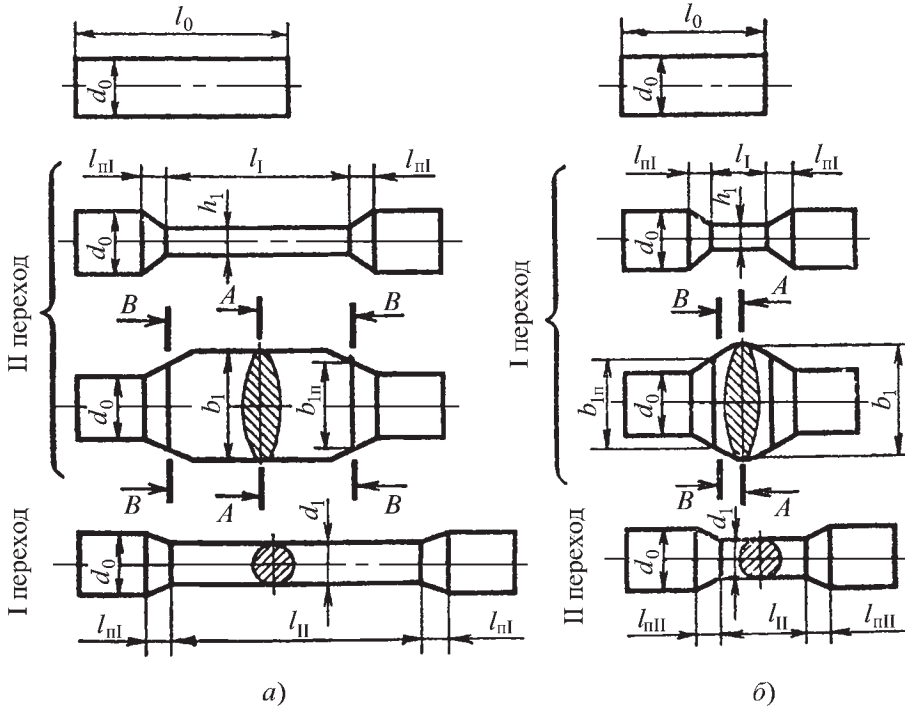 l₀
l₀
d₀
d₀
lпI
lI
lпI
lпI
lI
lпI
d₀
h₁
d₀
h₁
II переход
I переход
B
A
B
B
A
d₀
b₁
b₁п
b₁п
d₀
b₁
B
A
B
B
A
I переход
II переход
d₀
d₁
d₀
d₁
lпI
lII
lпI
lпII
lII
lпII
а)
б)